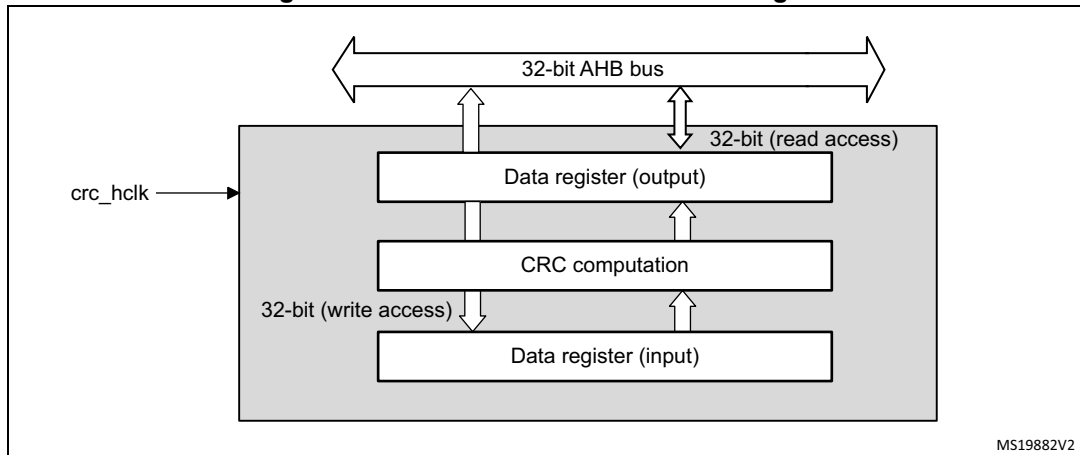 32-bit AHB bus
32-bit (read access)
Data register (output)
crc_hclk
CRC computation
32-bit (write access)
Data register (input)
MS19882V2